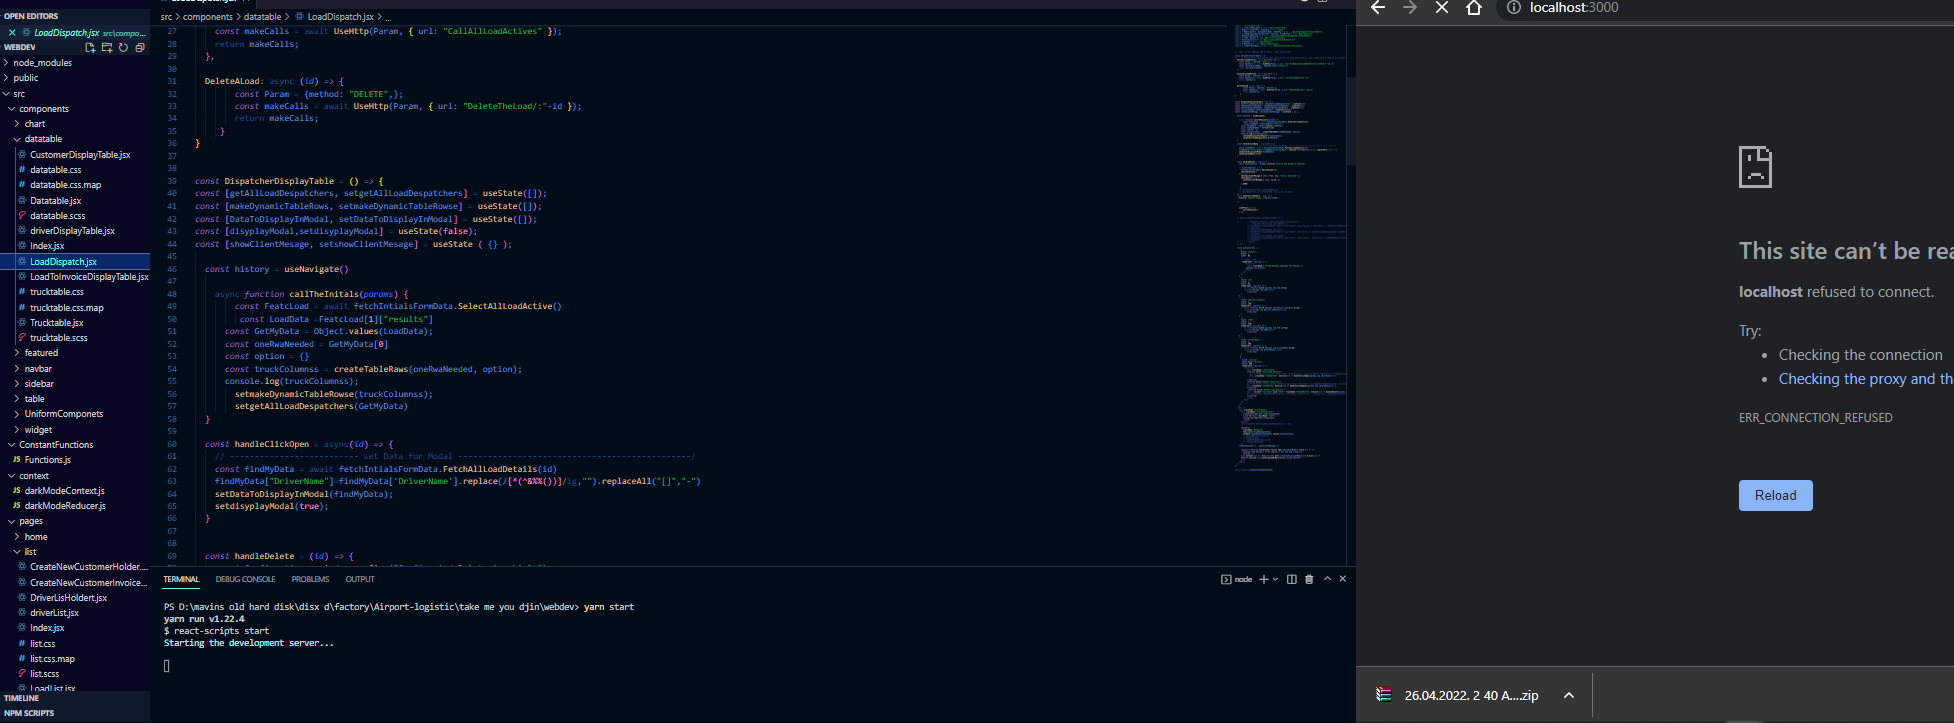 OPEN EDITORS
LoadDispatch.jsx src\compo...
WEBDEV
node_modules
public
src
components
chart
datatable
CustomerDisplayTable.jsx
datatable.css
datatable.css.map
Datatable.jsx
datatable.scss
driverDisplayTable.jsx
Index.jsx
LoadDispatch.jsx
LoadToInvoiceDisplayTable.jsx
trucktable.css
trucktable.css.map
Trucktable.jsx
trucktable.scss
featured
navbar
sidebar
table
UniformComponets
widget
ConstantFunctions
Functions.js
context
darkModeContext.js
darkModeReducer.js
pages
home
list
CreateNewCustomerHolder....
CreateNewCustomerInvoice...
DriverLisHoldert.jsx
driverList.jsx
Index.jsx
list.css
list.css.map
list.scss
LoadList.jsx
TIMELINE
NPM SCRIPTS
src > components > datatable > LoadDispatch.jsx > ...
27 const makeCalls = await UseHttp(Param, { url: "CallAllLoadActives" });
28 return makeCalls;
29 },
30
31 DeleteALoad: async (id) => {
32 const Param = {method: "DELETE",};
33 const makeCalls = await UseHttp(Param, { url: "DeleteTheLoad/:"+id });
34 return makeCalls;
35 }
36 }
37
38
39 const DispatcherDisplayTable = () => {
40 const [getAllLoadDespatchers, setgetAllLoadDespatchers] = useState([]);
41 const [makeDynamicTableRows, setmakeDynamicTableRowse] = useState([]);
42 const [DataToDisplayInModal, setDataToDisplayInModal] = useState([]);
43 const [disyplayModal,setdisyplayModal] = useState(false);
44 const [showClientMesage, setshowClientMesage] = useState ( {} );
45
46 const history = useNavigate()
47
48 async function callTheInitals(params) {
49 const FeatcLoad = await fetchIntialsFormData.SelectAllLoadActive()
50 const LoadData =FeatcLoad[1]["results"]
51 const GetMyData = Object.values(LoadData);
52 const oneRwaNeeded = GetMyData[0]
53 const option = {}
54 const truckColumnss = createTableRaws(oneRwaNeeded, option);
55 console.log(truckColumnss);
56 setmakeDynamicTableRowse(truckColumnss);
57 setgetAllLoadDespatchers(GetMyData)
58 }
59
60 const handleClickOpen = async(id) => {
61 // -------------------------- set Data for Modal -----------------------------------------------/
62 const findMyData = await fetchIntialsFormData.FetchAllLoadDetails(id)
63 findMyData["DriverName"]=findMyData['DriverName'].replace(/[*(^&%%())]/ig,"").replaceAll("[]","-")
64 setDataToDisplayInModal(findMyData);
65 setdisyplayModal(true);
66 }
67
68
69 const handleDelete = (id) => {
TERMINAL DEBUG CONSOLE PROBLEMS OUTPUT
node
PS D:\mavins old hard disk\disx d\factory\Airport-logistic\take me you djin\webdev> yarn start
yarn run v1.22.4
$ react-scripts start
Starting the development server...
localhost:3000
This site can't be rea
localhost refused to connect.
Try:
• Checking the connection
• Checking the proxy and th
ERR_CONNECTION_REFUSED
Reload
26.04.2022. 2 40 A....zip